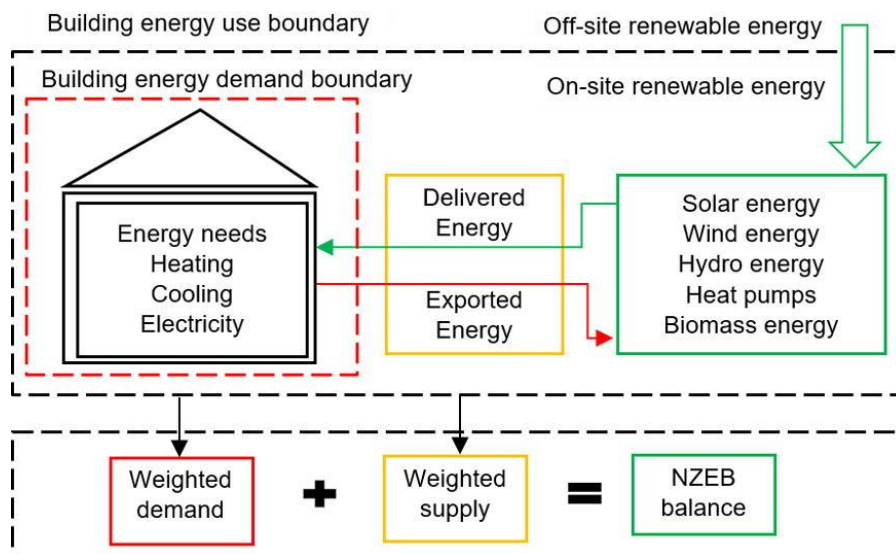 Building energy use boundary
Off-site renewable energy
Building energy demand boundary
On-site renewable energy
Energy needs
Heating
Cooling
Electricity
Delivered
Energy
Exported
Energy
Solar energy
Wind energy
Hydro energy
Heat pumps
Biomass energy
Weighted
demand
+
Weighted
supply
=
NZEB
balance